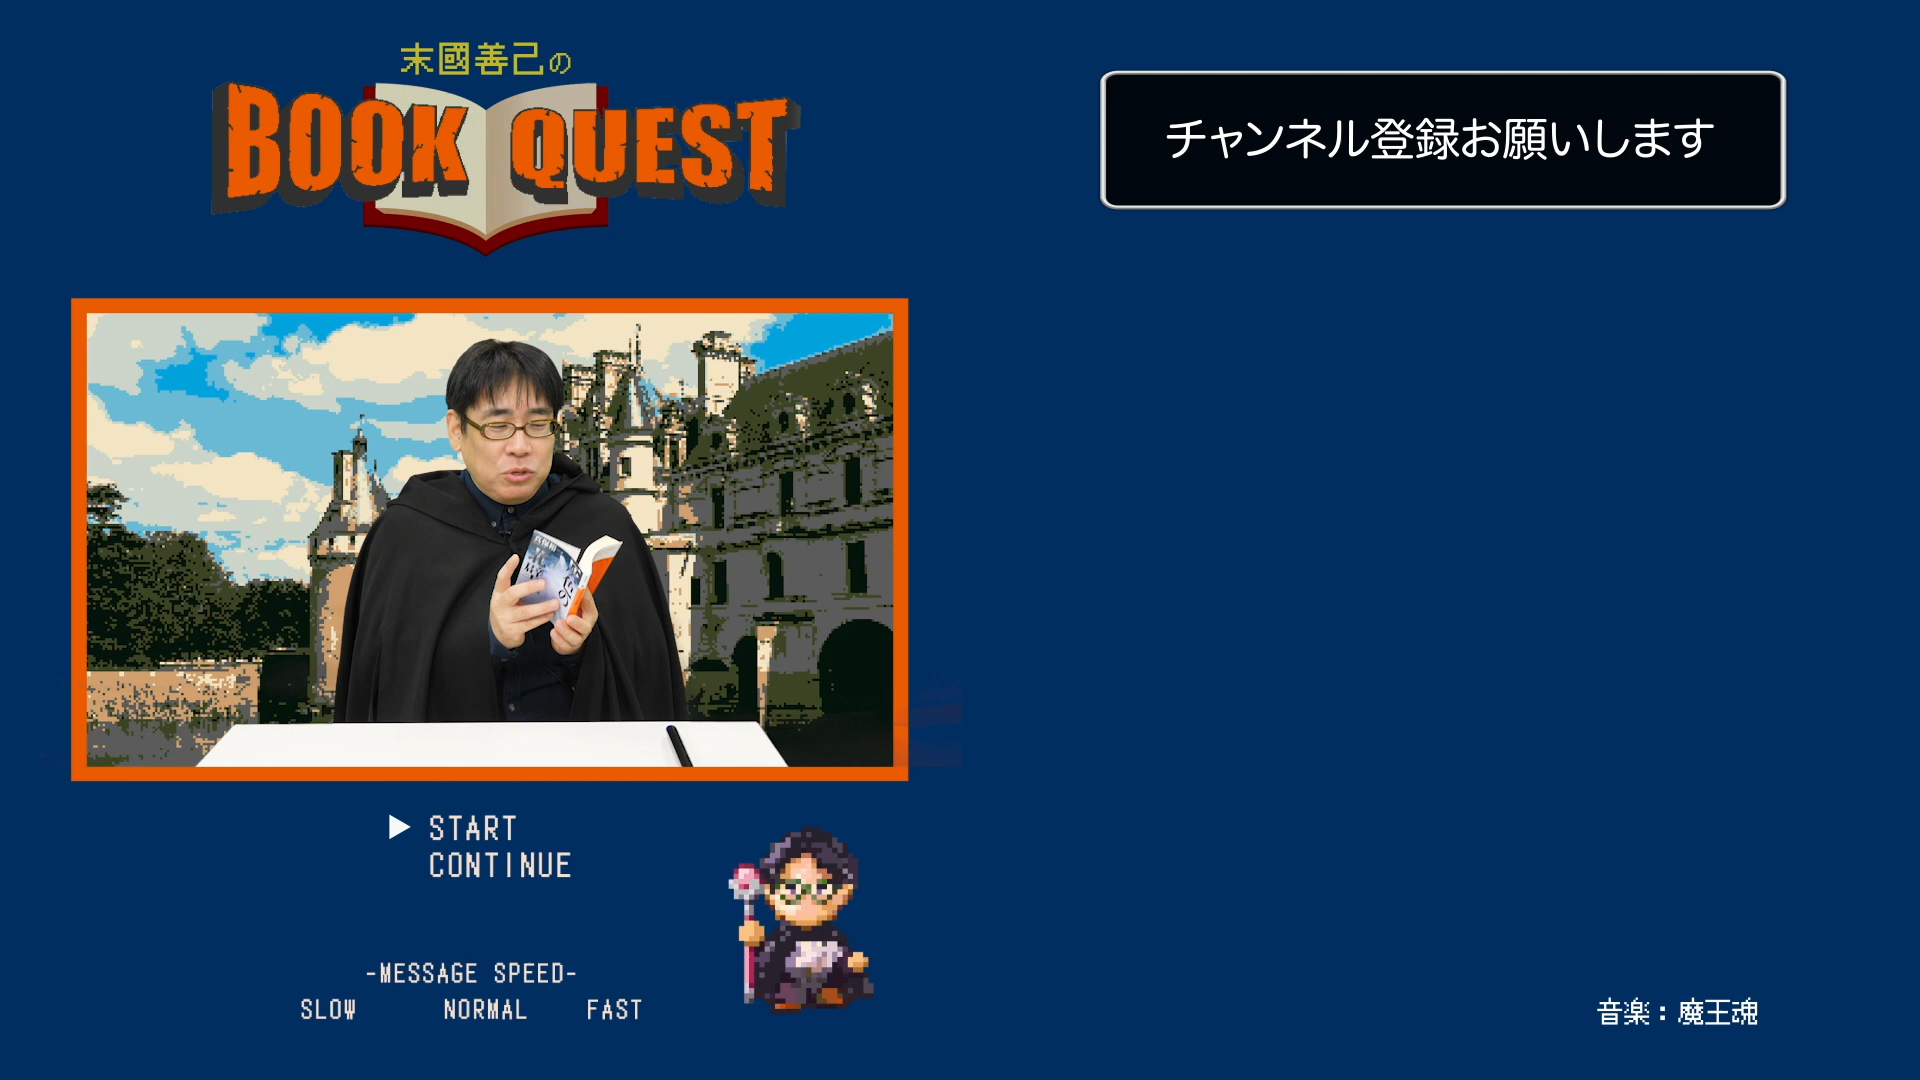 末國善己の
BOOK QUEST
チャンネル登録お願いします
START
CONTINUE
-MESSAGE SPEED-
SLOW NORMAL FAST
音楽：魔王魂